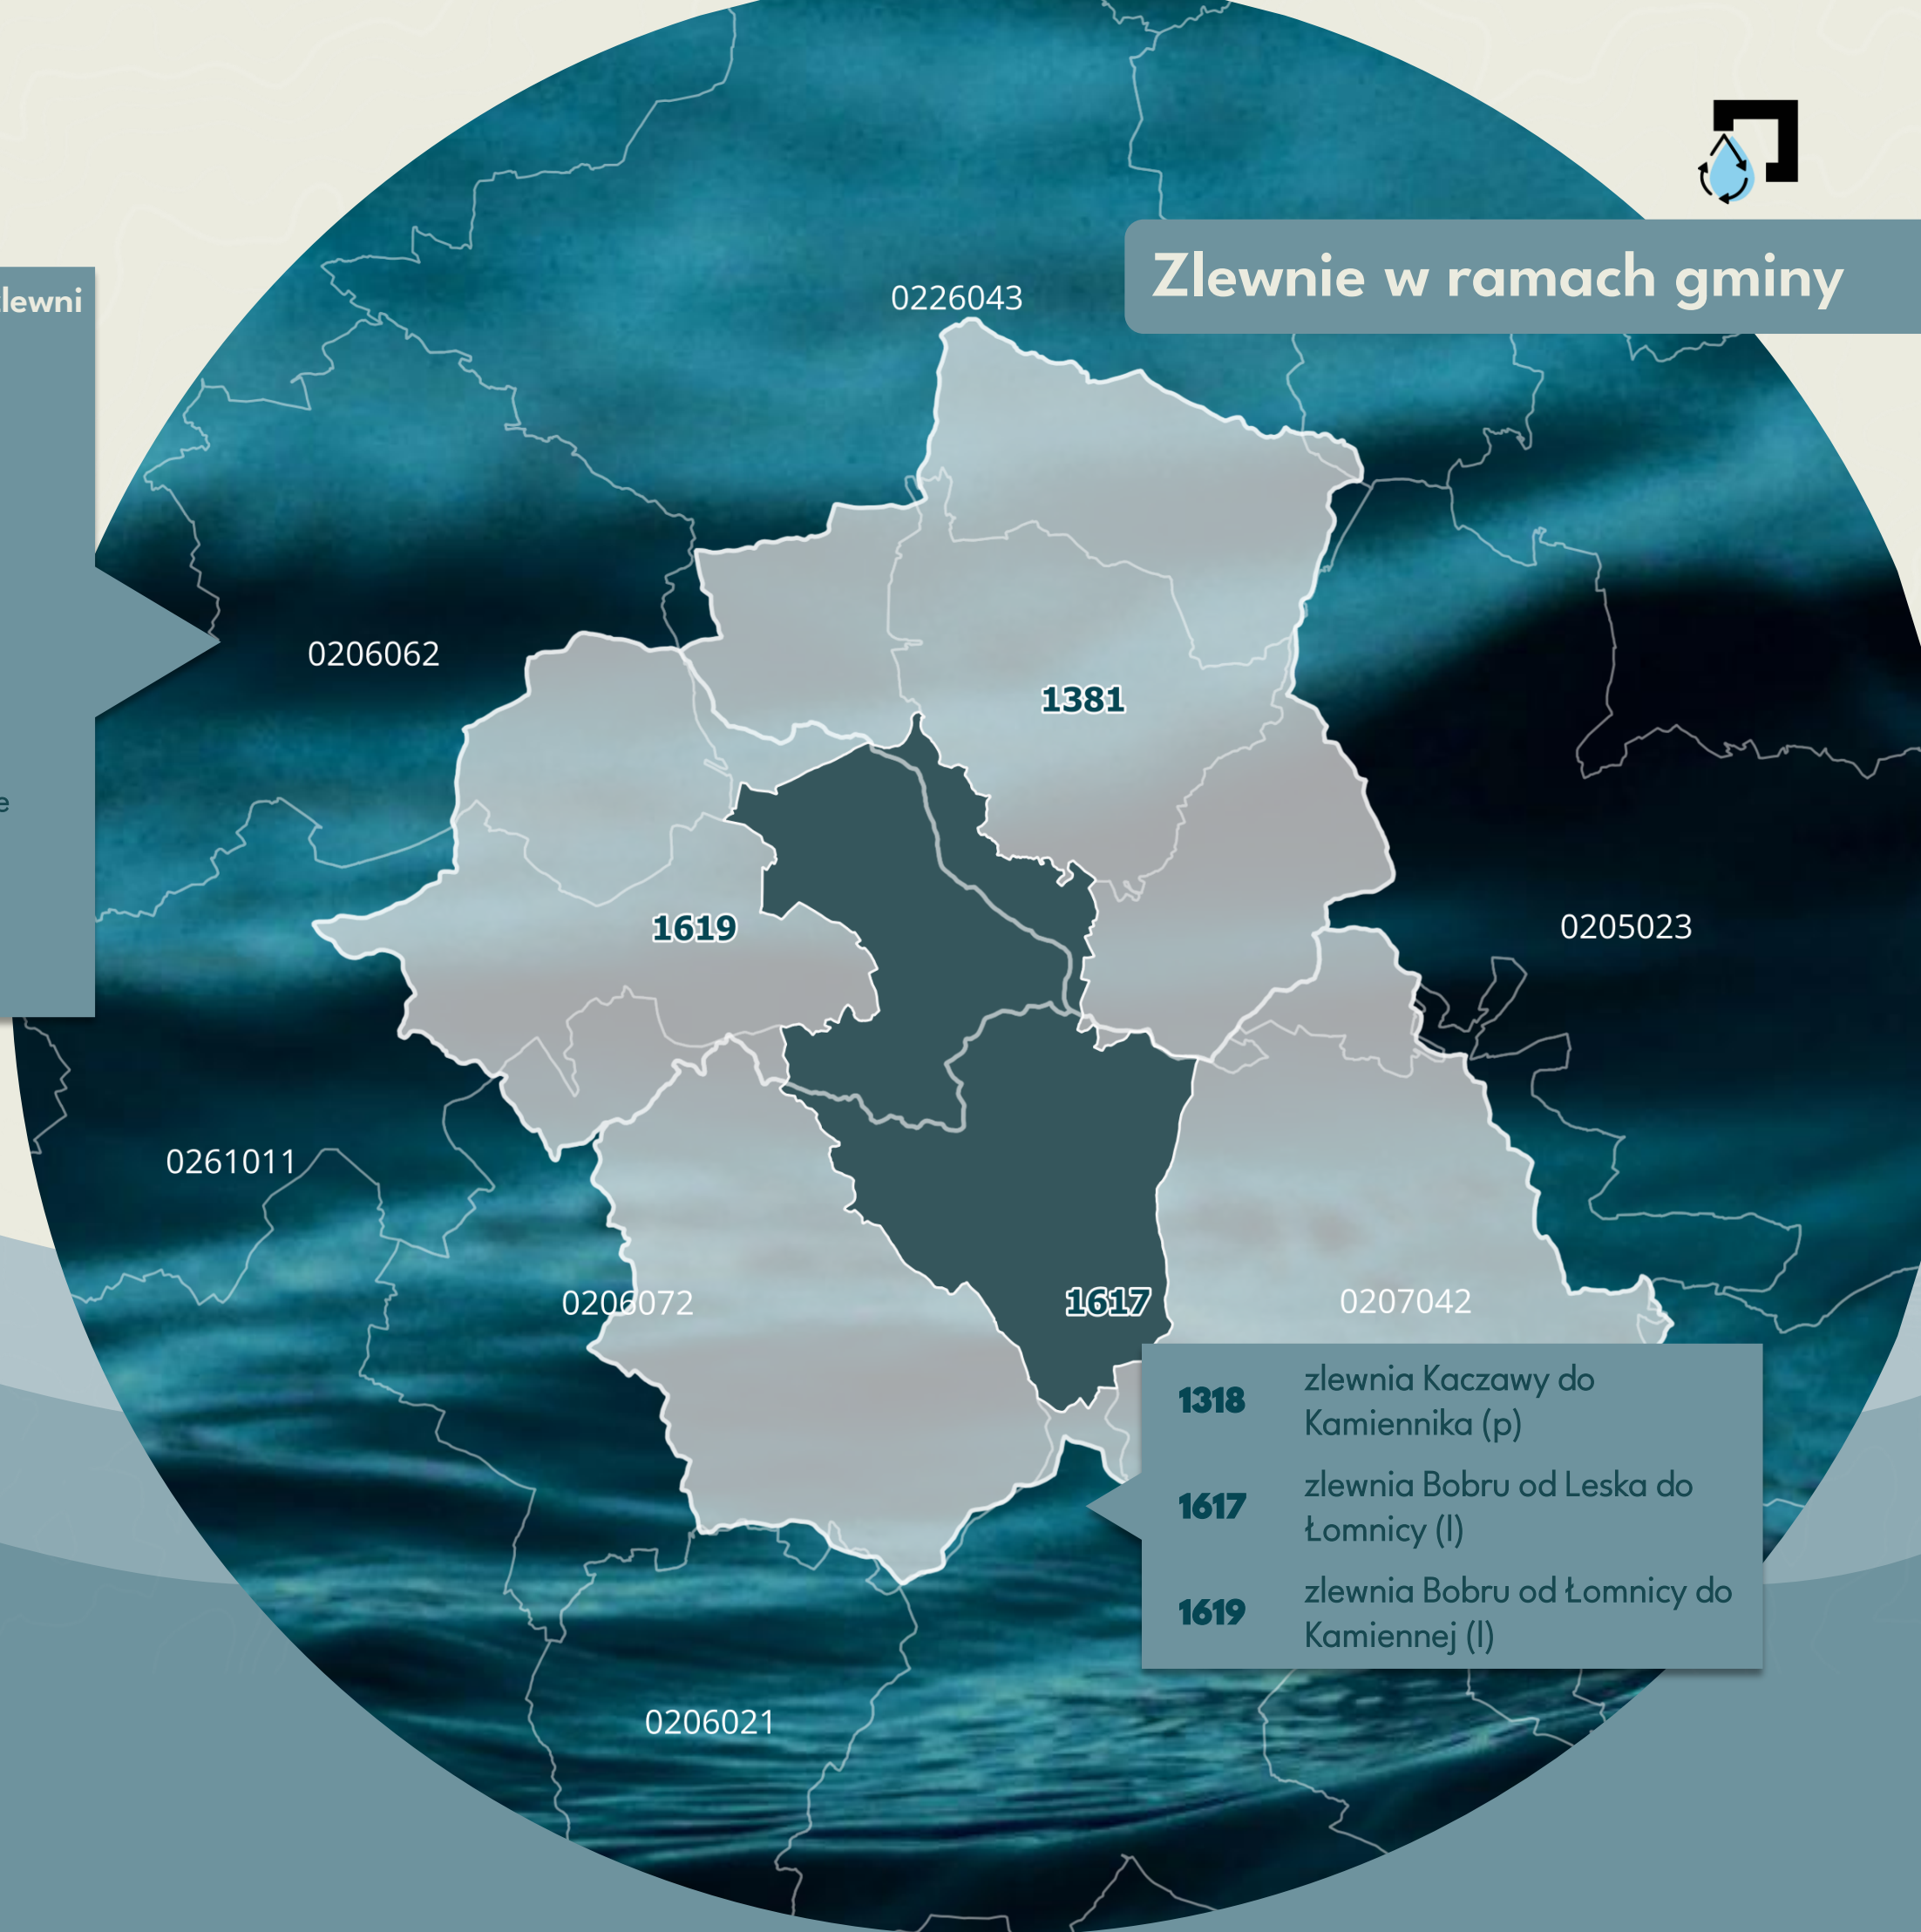 lewni
e
Zlewnie w ramach gminy
0226043
0206062
1381
1619
0205023
0261011
0206072
1617
0207042
1318 zlewnia Kaczawy do
Kamiennika (p)
1617 zlewnia Bobru od Leska do
Łomnicy (l)
1619 zlewnia Bobru od Łomnicy do
Kamiennej (l)
0206021